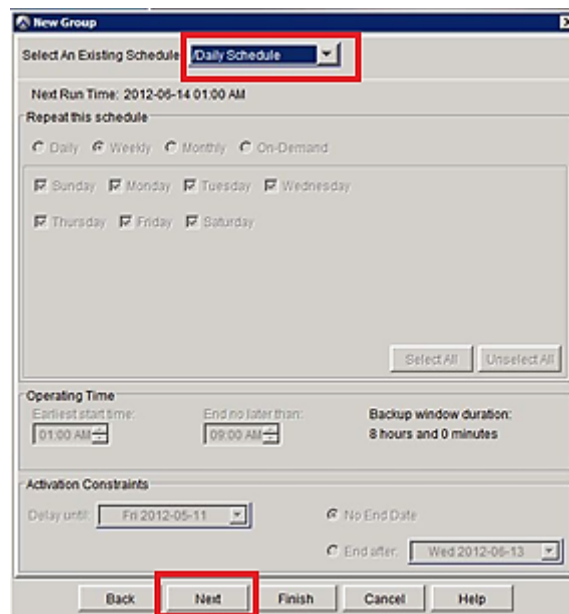 New Group
Select An Existing Schedule /Daily Schedule
Next Run Time: 2012-06-14 01:00 AM
Repeat this schedule
Daily Weekly Monthly On-Demand
Sunday Monday Tuesday Wednesday
Thursday Friday Saturday
Select All Unselect All
Operating Time
Earliest start time: End no later than: Backup window duration:
01:00 AM 09:00 AM 8 hours and 0 minutes
Activation Constraints
Delay until: Fri 2012-05-11 No End Date
End after: Wed 2012-06-13
Back Next Finish Cancel Help